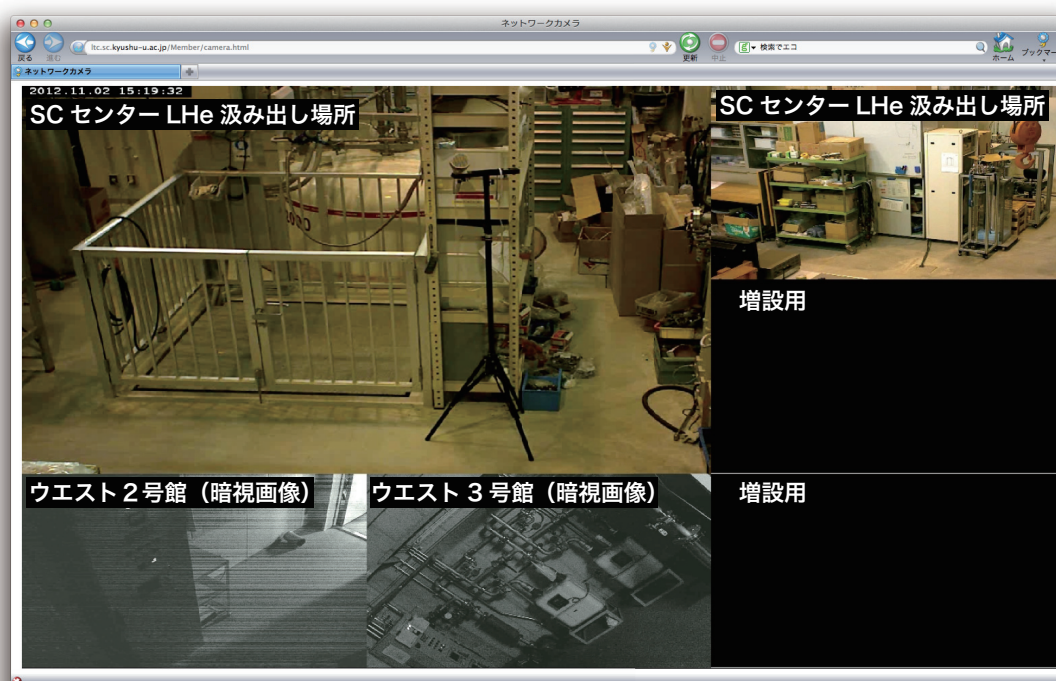 ネットワークカメラ
戻る 進む ltc.sc.kyushu-u.ac.jp/Member/camera.html 更新 中止 検索でエコ ホーム ブックマー
ネットワークカメラ
2012.11.02 15:19:32
SC センター LHe 汲み出し場所
SC センター LHe 汲み出し場所
増設用
ウエスト2号館（暗視画像）
ウエスト 3 号館（暗視画像）
増設用